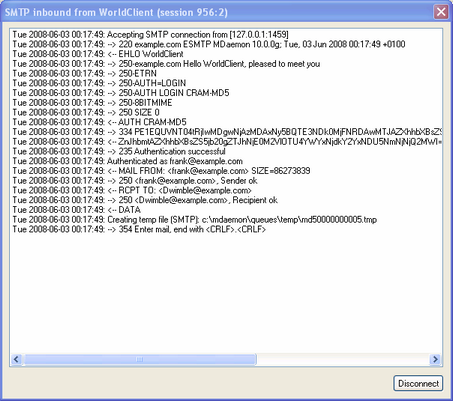 SMTP inbound from WorldClient (session 956:2)
Tue 2008-06-03 00:17:49: Accepting SMTP connection from [127.0.0.1:1459]
Tue 2008-06-03 00:17:49: --> 220 example.com ESMTP MDaemon 10.0.0g; Tue, 03 Jun 2008 00:17:49 +0100
Tue 2008-06-03 00:17:49: <-- EHLO WorldClient
Tue 2008-06-03 00:17:49: --> 250-example.com Hello WorldClient, pleased to meet you
Tue 2008-06-03 00:17:49: --> 250-ETRN
Tue 2008-06-03 00:17:49: --> 250-AUTH=LOGIN
Tue 2008-06-03 00:17:49: --> 250-AUTH LOGIN CRAM-MD5
Tue 2008-06-03 00:17:49: --> 250-8BITMIME
Tue 2008-06-03 00:17:49: --> 250 SIZE 0
Tue 2008-06-03 00:17:49: <-- AUTH CRAM-MD5
Tue 2008-06-03 00:17:49: --> 334
Tue 2008-06-03 00:17:49: <--
Tue 2008-06-03 00:17:49: --> 235 Authentication successful
Tue 2008-06-03 00:17:49: Authenticated as frank@example.com
Tue 2008-06-03 00:17:49: <-- MAIL FROM: <frank@example.com> SIZE=86273839
Tue 2008-06-03 00:17:49: --> 250 <frank@example.com>, Sender ok
Tue 2008-06-03 00:17:49: <-- RCPT TO: <Dwimble@example.com>
Tue 2008-06-03 00:17:49: --> 250 <Dwimble@example.com>, Recipient ok
Tue 2008-06-03 00:17:49: <-- DATA
Tue 2008-06-03 00:17:49: Creating temp file (SMTP): c:\mdaemon\queues\temp\md50000000005.tmp
Tue 2008-06-03 00:17:49: --> 354 Enter mail, end with <CRLF>.<CRLF>
Disconnect